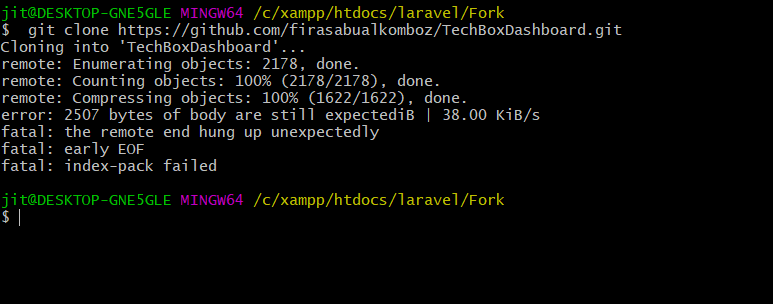 jit@DESKTOP-GNE5GLE MINGW64 /c/xampp/htdocs/laravel/Fork
$  git clone https://github.com/firasabualkomboz/TechBoxDashboard.git
Cloning into 'TechBoxDashboard'...
remote: Enumerating objects: 2178, done.
remote: Counting objects: 100% (2178/2178), done.
remote: Compressing objects: 100% (1622/1622), done.
error: 2507 bytes of body are still expectediB | 38.00 KiB/s
fatal: the remote end hung up unexpectedly
fatal: early EOF
fatal: index-pack failed
jit@DESKTOP-GNE5GLE MINGW64 /c/xampp/htdocs/laravel/Fork
$